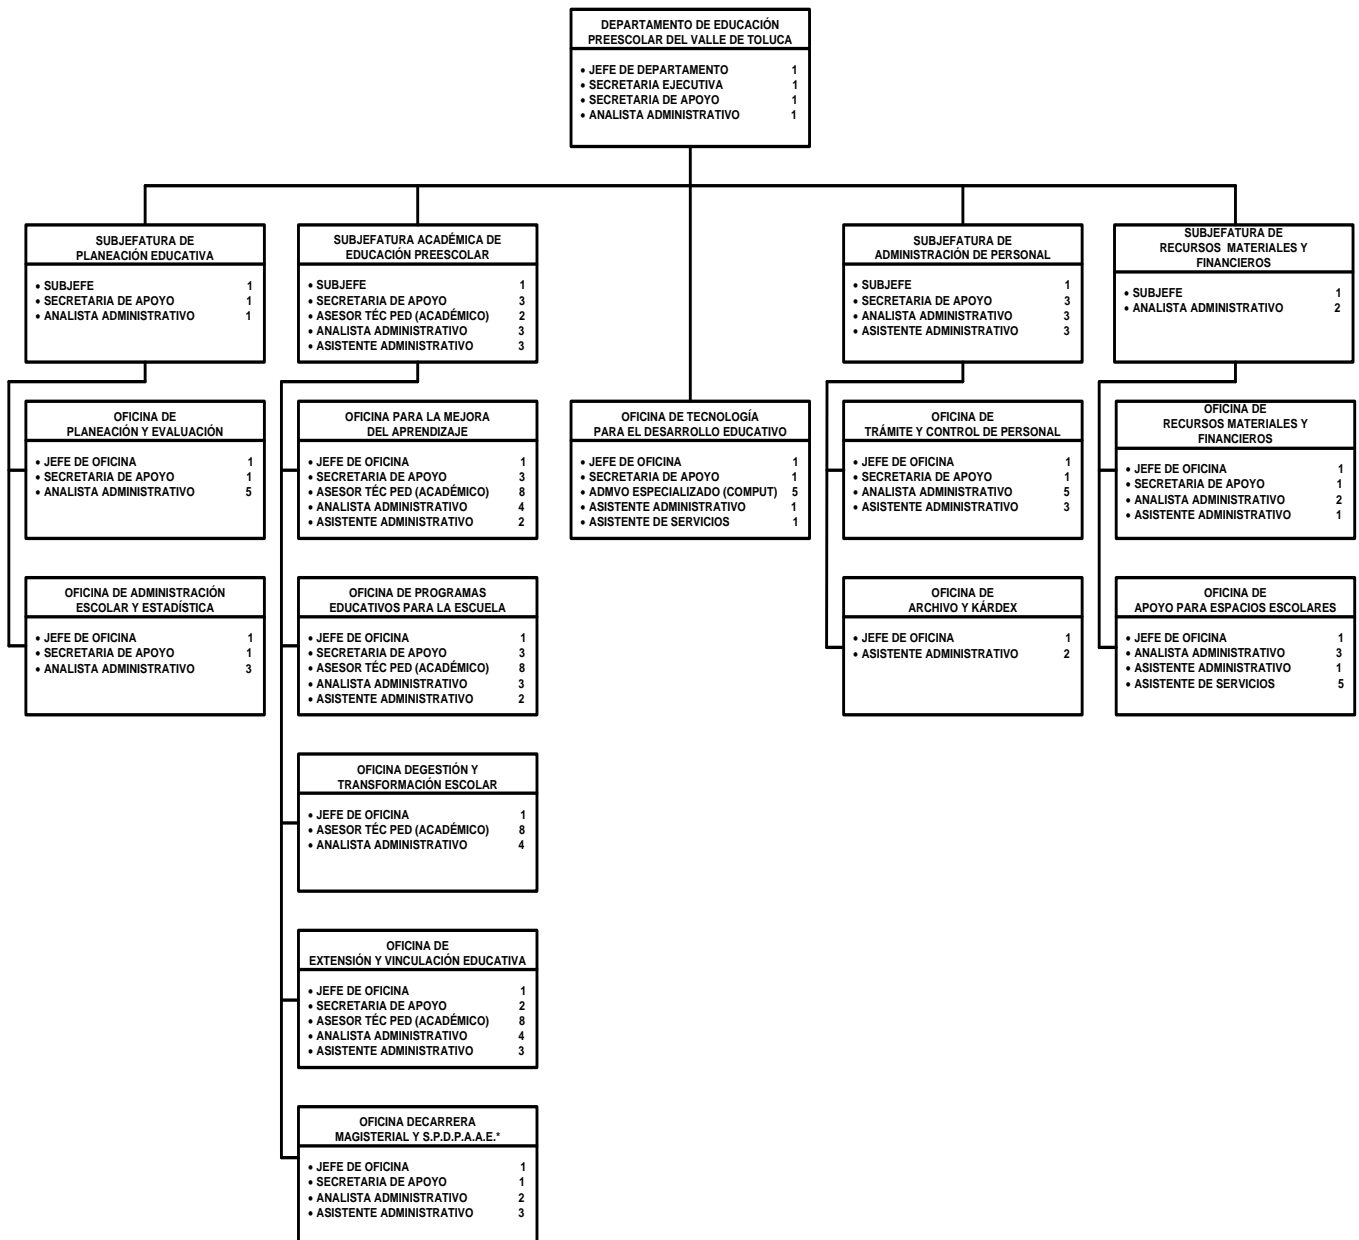 DEPARTAMENTO DE EDUCACIÓN
PREESCOLAR DEL VALLE DE TOLUCA
• JEFE DE DEPARTAMENTO 1
• SECRETARIA EJECUTIVA 1
• SECRETARIA DE APOYO 1
• ANALISTA ADMINISTRATIVO 1
SUBJEFATURA DE
PLANEACIÓN EDUCATIVA
• SUBJEFE 1
• SECRETARIA DE APOYO 1
• ANALISTA ADMINISTRATIVO 1
SUBJEFATURA ACADÉMICA DE
EDUCACIÓN PREESCOLAR
• SUBJEFE 1
• SECRETARIA DE APOYO 3
• ASESOR TÉC PED (ACADÉMICO) 2
• ANALISTA ADMINISTRATIVO 3
• ASISTENTE ADMINISTRATIVO 3
SUBJEFATURA DE
ADMINISTRACIÓN DE PERSONAL
• SUBJEFE 1
• SECRETARIA DE APOYO 3
• ANALISTA ADMINISTRATIVO 3
• ASISTENTE ADMINISTRATIVO 3
SUBJEFATURA DE
RECURSOS MATERIALES Y
FINANCIEROS
• SUBJEFE 1
• ANALISTA ADMINISTRATIVO 2
OFICINA DE
PLANEACIÓN Y EVALUACIÓN
• JEFE DE OFICINA 1
• SECRETARIA DE APOYO 1
• ANALISTA ADMINISTRATIVO 5
OFICINA PARA LA MEJORA
DEL APRENDIZAJE
• JEFE DE OFICINA 1
• SECRETARIA DE APOYO 3
• ASESOR TÉC PED (ACADÉMICO) 8
• ANALISTA ADMINISTRATIVO 4
• ASISTENTE ADMINISTRATIVO 2
OFICINA DE TECNOLOGÍA
PARA EL DESARROLLO EDUCATIVO
• JEFE DE OFICINA 1
• SECRETARIA DE APOYO 1
• ADMVO ESPECIALIZADO (COMPUT) 5
• ASISTENTE ADMINISTRATIVO 1
• ASISTENTE DE SERVICIOS 1
OFICINA DE
TRÁMITE Y CONTROL DE PERSONAL
• JEFE DE OFICINA 1
• SECRETARIA DE APOYO 1
• ANALISTA ADMINISTRATIVO 5
• ASISTENTE ADMINISTRATIVO 3
OFICINA DE
RECURSOS MATERIALES Y
FINANCIEROS
• JEFE DE OFICINA 1
• SECRETARIA DE APOYO 1
• ANALISTA ADMINISTRATIVO 2
• ASISTENTE ADMINISTRATIVO 1
OFICINA DE ADMINISTRACIÓN
ESCOLAR Y ESTADÍSTICA
• JEFE DE OFICINA 1
• SECRETARIA DE APOYO 1
• ANALISTA ADMINISTRATIVO 3
OFICINA DE PROGRAMAS
EDUCATIVOS PARA LA ESCUELA
• JEFE DE OFICINA 1
• SECRETARIA DE APOYO 3
• ASESOR TÉC PED (ACADÉMICO) 8
• ANALISTA ADMINISTRATIVO 3
• ASISTENTE ADMINISTRATIVO 2
OFICINA DE
ARCHIVO Y KÁRDEX
• JEFE DE OFICINA 1
• ASISTENTE ADMINISTRATIVO 2
OFICINA DE
APOYO PARA ESPACIOS ESCOLARES
• JEFE DE OFICINA 1
• ANALISTA ADMINISTRATIVO 3
• ASISTENTE ADMINISTRATIVO 1
• ASISTENTE DE SERVICIOS 5
OFICINA DEGESTIÓN Y
TRANSFORMACIÓN ESCOLAR
• JEFE DE OFICINA 1
• ASESOR TÉC PED (ACADÉMICO) 8
• ANALISTA ADMINISTRATIVO 4
OFICINA DE
EXTENSIÓN Y VINCULACIÓN EDUCATIVA
• JEFE DE OFICINA 1
• SECRETARIA DE APOYO 2
• ASESOR TÉC PED (ACADÉMICO) 8
• ANALISTA ADMINISTRATIVO 4
• ASISTENTE ADMINISTRATIVO 3
OFICINA DECARRERA
MAGISTERIAL Y S.P.D.P.A.A.E.*
• JEFE DE OFICINA 1
• SECRETARIA DE APOYO 1
• ANALISTA ADMINISTRATIVO 2
• ASISTENTE ADMINISTRATIVO 3